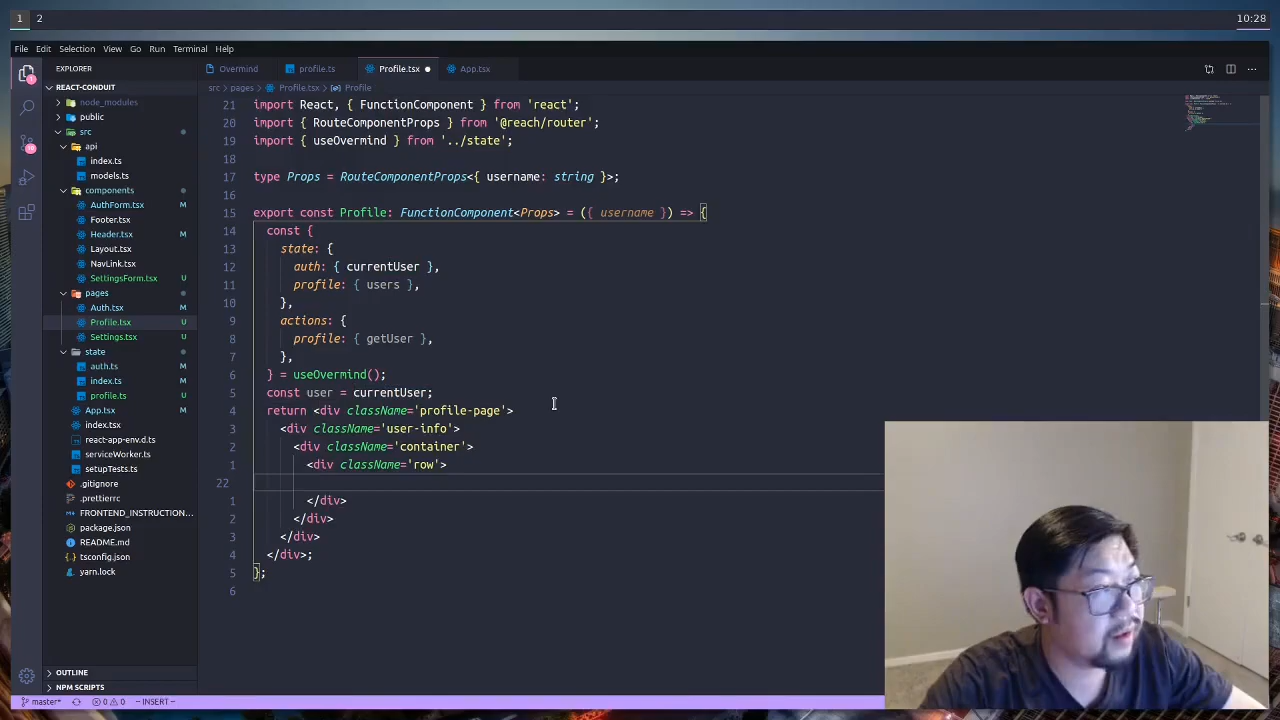 1 2 10:28
File Edit Selection View Go Run Terminal Help
EXPLORER
REACT-CONDUIT
node_modules
public
src
api
index.ts
models.ts
components
AuthForm.tsx M
Footer.tsx
Header.tsx M
Layout.tsx
NavLink.tsx
SettingsForm.tsx U
pages
Auth.tsx M
Profile.tsx U
Settings.tsx U
state
auth.ts M
index.ts U
profile.ts U
App.tsx M
index.tsx
react-app-env.d.ts
serviceWorker.ts
setupTests.ts
.gitignore
.prettierrc
FRONTEND_INSTRUCTION...
package.json
README.md
tsconfig.json
yarn.lock
OUTLINE
NPM SCRIPTS
Overmind profile.ts Profile.tsx App.tsx
src > pages > Profile.tsx > Profile
21 import React, { FunctionComponent } from 'react';
20 import { RouteComponentProps } from '@reach/router';
19 import { useOvermind } from '../state';
18
17 type Props = RouteComponentProps<{ username: string }>;
16
15 export const Profile: FunctionComponent<Props> = ({ username }) => {
14 const {
13 state: {
12 auth: { currentUser },
11 profile: { users },
10 },
9 actions: {
8 profile: { getUser },
7 },
6 } = useOvermind();
5 const user = currentUser;
4 return <div className='profile-page'>
3 <div className='user-info'>
2 <div className='container'>
1 <div className='row'>
22
1 </div>
2 </div>
3 </div>
4 </div>;
5 };
6
master* 0 0 -- INSERT --